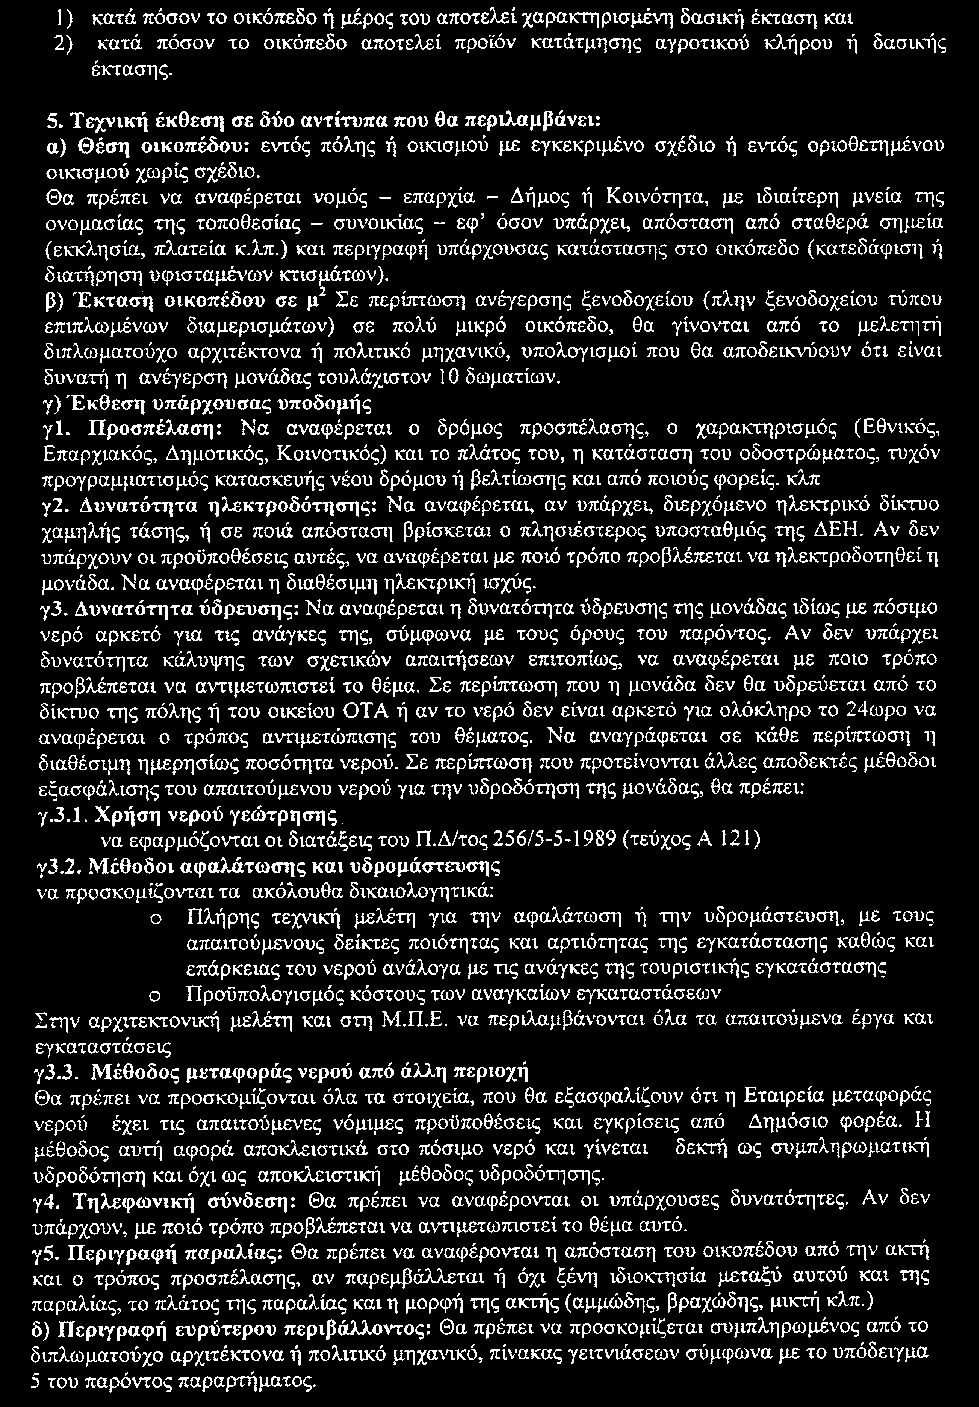 1) κατά πόσον το οικόπεδο ή μέρος του αποτελεί χαρακτηρισμένη δασική έκταση και
2) κατά πόσον το οικόπεδο αποτελεί προϊόν κατάτμησης αγροτικού κλήρου ή δασικής
έκτασης.
5. Τεχνική έκθεση σε δύο αντίτυπα που θα περιλαμβάνει:
α) Θέση οικοπέδου: εντός πόλης ή οικισμού με εγκεκριμένο σχέδιο ή εντός οριοθετημένου
οικισμού χωρίς σχέδιο.
Θα πρέπει να αναφέρεται νομός – επαρχία – Δήμος ή Κοινότητα, με ιδιαίτερη μνεία της
ονομασίας της τοποθεσίας – συνοικίας – εφ’ όσον υπάρχει, απόσταση από σταθερά σημεία
(εκκλησία, πλατεία κ.λπ.) και περιγραφή υπάρχουσας κατάστασης στο οικόπεδο (κατεδάφιση ή
διατήρηση υφισταμένων κτισμάτων).
β) Έκταση οικοπέδου σε μ² Σε περίπτωση ανέγερσης ξενοδοχείου (πλην ξενοδοχείου τύπου
επιπλωμένων διαμερισμάτων) σε πολύ μικρό οικόπεδο, θα γίνονται από το μελετητή
διπλωματούχο αρχιτέκτονα ή πολιτικό μηχανικό, υπολογισμοί που θα αποδεικνύουν ότι είναι
δυνατή η ανέγερση μονάδας τουλάχιστον 10 δωματίων.
γ) Έκθεση υπάρχουσας υποδομής
γ1. Προσπέλαση: Να αναφέρεται ο δρόμος προσπέλασης, ο χαρακτηρισμός (Εθνικός,
Επαρχιακός, Δημοτικός, Κοινοτικός) και το πλάτος του, η κατάσταση του οδοστρώματος, τυχόν
προγραμματισμός κατασκευής νέου δρόμου ή βελτίωσης και από ποιούς φορείς. κλπ
γ2. Δυνατότητα ηλεκτροδότησης: Να αναφέρεται, αν υπάρχει, διερχόμενο ηλεκτρικό δίκτυο
χαμηλής τάσης, ή σε ποιά απόσταση βρίσκεται ο πλησιέστερος υποσταθμός της ΔΕΗ. Αν δεν
υπάρχουν οι προϋποθέσεις αυτές, να αναφέρεται με ποιό τρόπο προβλέπεται να ηλεκτροδοτηθεί η
μονάδα. Να αναφέρεται η διαθέσιμη ηλεκτρική ισχύς.
γ3. Δυνατότητα ύδρευσης: Να αναφέρεται η δυνατότητα ύδρευσης της μονάδας ιδίως με πόσιμο
νερό αρκετό για τις ανάγκες της, σύμφωνα με τους όρους του παρόντος. Αν δεν υπάρχει
δυνατότητα κάλυψης των σχετικών απαιτήσεων επιτοπίως, να αναφέρεται με ποιο τρόπο
προβλέπεται να αντιμετωπιστεί το θέμα. Σε περίπτωση που η μονάδα δεν θα υδρεύεται από το
δίκτυο της πόλης ή του οικείου ΟΤΑ ή αν το νερό δεν είναι αρκετό για ολόκληρο το 24ωρο να
αναφέρεται ο τρόπος αντιμετώπισης του θέματος. Να αναγράφεται σε κάθε περίπτωση η
διαθέσιμη ημερησίως ποσότητα νερού. Σε περίπτωση που προτείνονται άλλες αποδεκτές μέθοδοι
εξασφάλισης του απαιτούμενου νερού για την υδροδότηση της μονάδας, θα πρέπει:
γ.3.1. Χρήση νερού γεώτρησης
να εφαρμόζονται οι διατάξεις του Π.Δ/τος 256/5-5-1989 (τεύχος Α 121)
γ3.2. Μέθοδοι αφαλάτωσης και υδρομάστευσης
να προσκομίζονται τα ακόλουθα δικαιολογητικά:
o Πλήρης τεχνική μελέτη για την αφαλάτωση ή την υδρομάστευση, με τους
απαιτούμενους δείκτες ποιότητας και αρτιότητας της εγκατάστασης καθώς και
επάρκειας του νερού ανάλογα με τις ανάγκες της τουριστικής εγκατάστασης
o Προϋπολογισμός κόστους των αναγκαίων εγκαταστάσεων
Στην αρχιτεκτονική μελέτη και στη Μ.Π.Ε. να περιλαμβάνονται όλα τα απαιτούμενα έργα και
εγκαταστάσεις
γ3.3. Μέθοδος μεταφοράς νερού από άλλη περιοχή
Θα πρέπει να προσκομίζονται όλα τα στοιχεία, που θα εξασφαλίζουν ότι η Εταιρεία μεταφοράς
νερού έχει τις απαιτούμενες νόμιμες προϋποθέσεις και εγκρίσεις από Δημόσιο φορέα. Η
μέθοδος αυτή αφορά αποκλειστικά στο πόσιμο νερό και γίνεται δεκτή ως συμπληρωματική
υδροδότηση και όχι ως αποκλειστική μέθοδος υδροδότησης.
γ4. Τηλεφωνική σύνδεση: Θα πρέπει να αναφέρονται οι υπάρχουσες δυνατότητες. Αν δεν
υπάρχουν, με ποιό τρόπο προβλέπεται να αντιμετωπιστεί το θέμα αυτό.
γ5. Περιγραφή παραλίας: Θα πρέπει να αναφέρονται η απόσταση του οικοπέδου από την ακτή
και ο τρόπος προσπέλασης, αν παρεμβάλλεται ή όχι ξένη ιδιοκτησία μεταξύ αυτού και της
παραλίας, το πλάτος της παραλίας και η μορφή της ακτής (αμμώδης, βραχώδης, μικτή κλπ.)
δ) Περιγραφή ευρύτερου περιβάλλοντος: Θα πρέπει να προσκομίζεται συμπληρωμένος από το
διπλωματούχο αρχιτέκτονα ή πολιτικό μηχανικό, πίνακας γειτνιάσεων σύμφωνα με το υπόδειγμα
5 του παρόντος παραρτήματος.